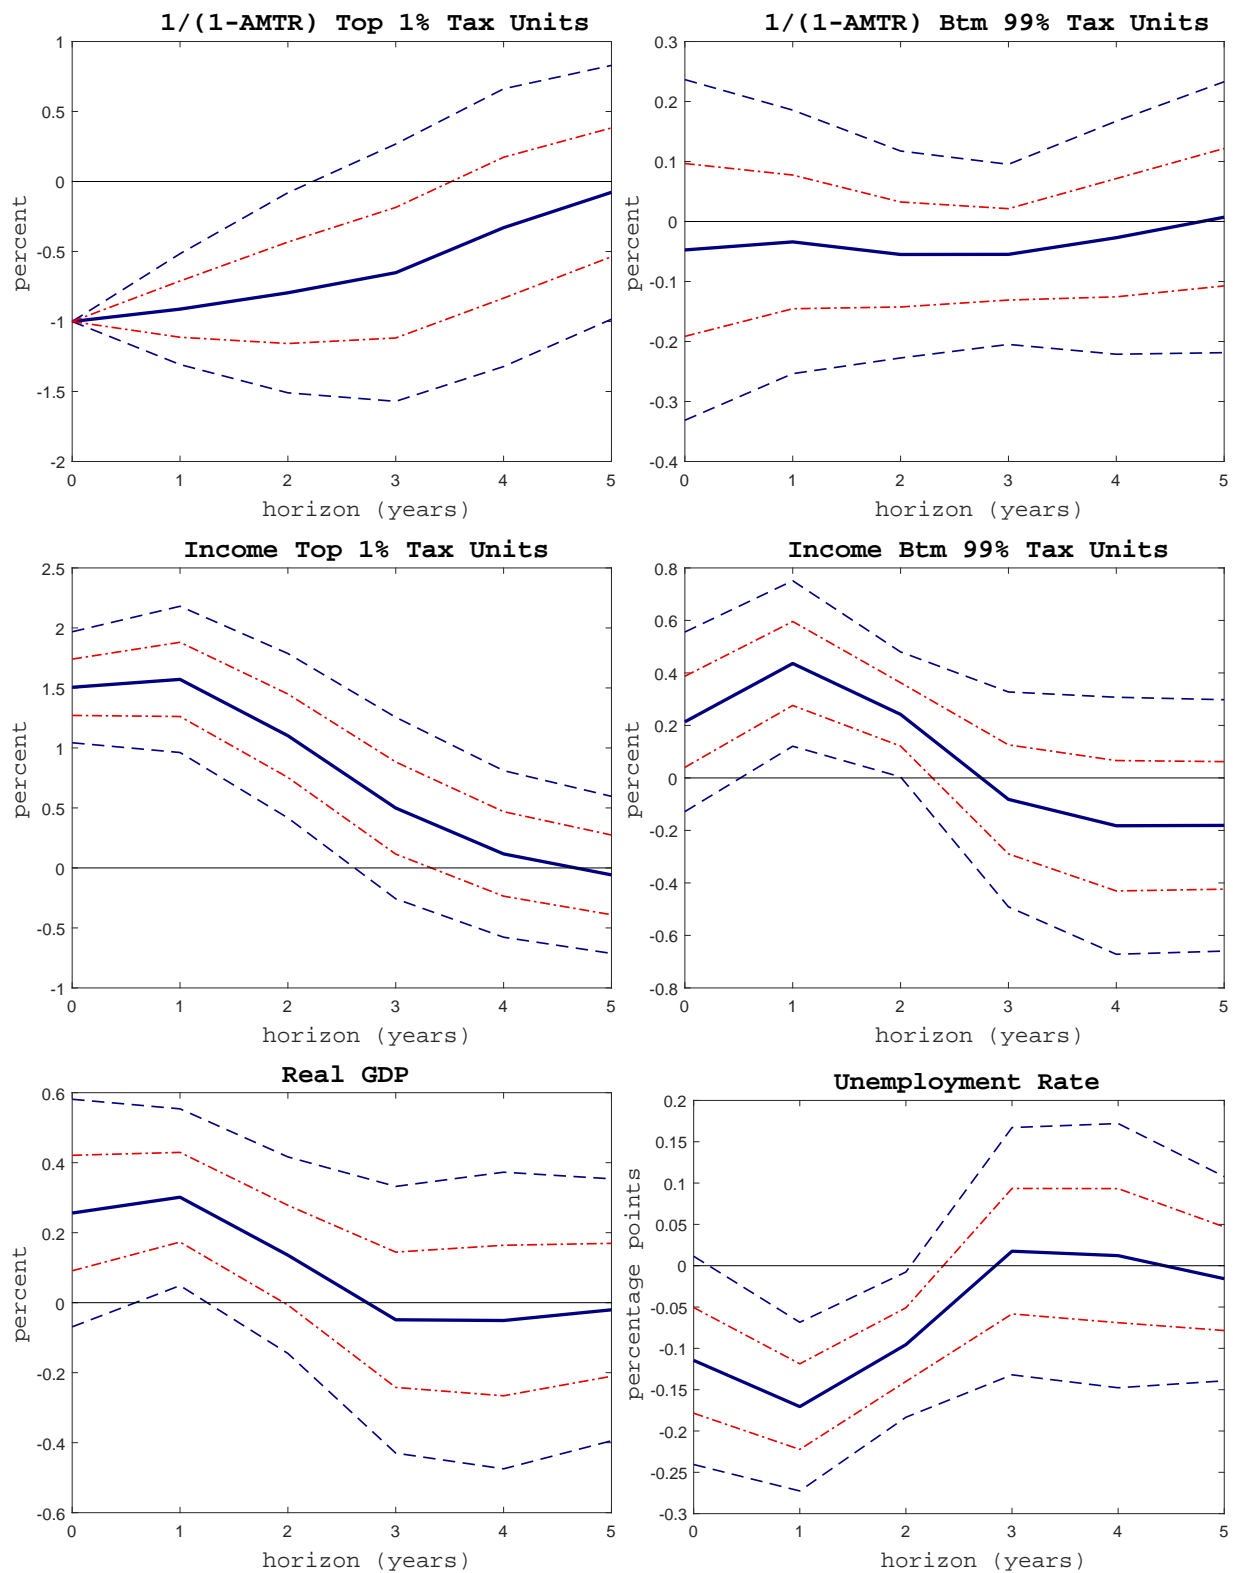 1/(1-AMTR) Top 1% Tax Units
1
0.5
0
-0.5
-1
-1.5
-2
percent
0 1 2 3 4 5
horizon (years)
1/(1-AMTR) Btm 99% Tax Units
0.3
0.2
0.1
0
-0.1
-0.2
-0.3
-0.4
percent
0 1 2 3 4 5
horizon (years)
Income Top 1% Tax Units
2.5
2
1.5
1
0.5
0
-0.5
-1
percent
0 1 2 3 4 5
horizon (years)
Income Btm 99% Tax Units
0.8
0.6
0.4
0.2
0
-0.2
-0.4
-0.6
-0.8
percent
0 1 2 3 4 5
horizon (years)
Real GDP
0.6
0.4
0.2
0
-0.2
-0.4
-0.6
percent
0 1 2 3 4 5
horizon (years)
Unemployment Rate
0.2
0.15
0.1
0.05
0
-0.05
-0.1
-0.15
-0.2
-0.25
-0.3
percentage points
0 1 2 3 4 5
horizon (years)